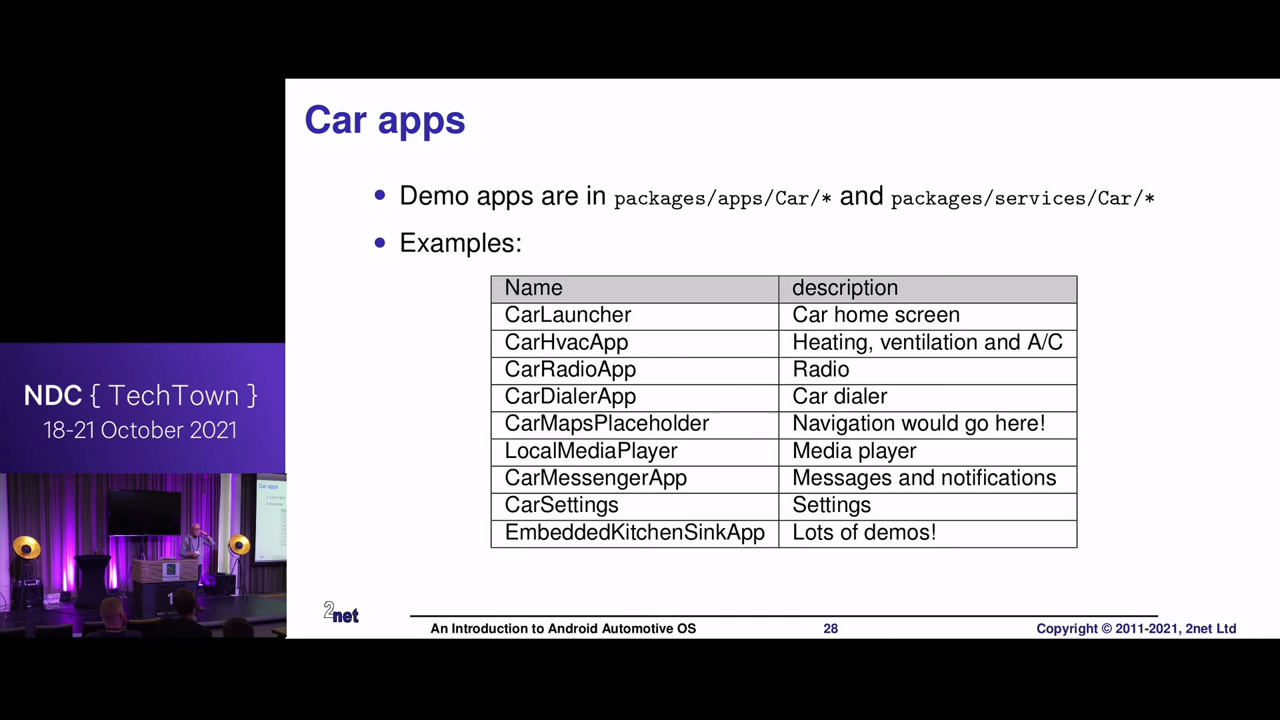 Car apps
• Demo apps are in packages/apps/Car/* and packages/services/Car/*
• Examples:
Name description
CarLauncher Car home screen
CarHvacApp Heating, ventilation and A/C
CarRadioApp Radio
CarDialerApp Car dialer
CarMapsPlaceholder Navigation would go here!
LocalMediaPlayer Media player
CarMessengerApp Messages and notifications
CarSettings Settings
EmbeddedKitchenSinkApp Lots of demos!
2net
An Introduction to Android Automotive OS 28 Copyright © 2011-2021, 2net Ltd
NDC { TechTown }
18-21 October 2021
Car apps
1